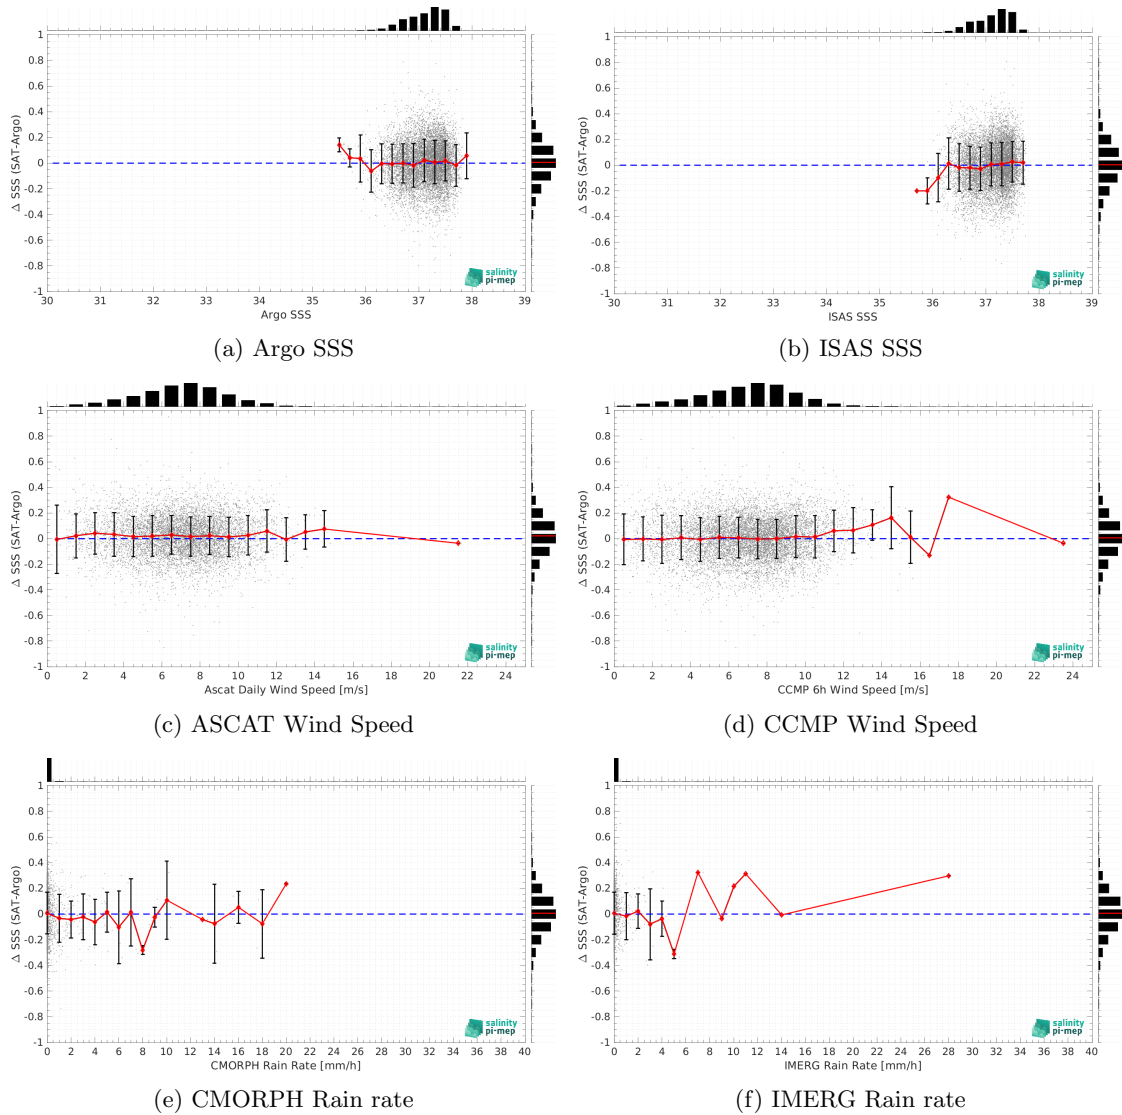 1
0.8
0.6
0.4
0.2
0
-0.2
-0.4
-0.6
-0.8
-1
Δ SSS (SAT-Argo)
salinity
pi-mep
30 31 32 33 34 35 36 37 38 39
Argo SSS
(a) Argo SSS
1
0.8
0.6
0.4
0.2
0
-0.2
-0.4
-0.6
-0.8
-1
Δ SSS (SAT-Argo)
salinity
pi-mep
30 31 32 33 34 35 36 37 38 39
ISAS SSS
(b) ISAS SSS
1
0.8
0.6
0.4
0.2
0
-0.2
-0.4
-0.6
-0.8
-1
Δ SSS (SAT-Argo)
salinity
pi-mep
0 2 4 6 8 10 12 14 16 18 20 22 24
Ascat Daily Wind Speed [m/s]
(c) ASCAT Wind Speed
1
0.8
0.6
0.4
0.2
0
-0.2
-0.4
-0.6
-0.8
-1
Δ SSS (SAT-Argo)
salinity
pi-mep
0 2 4 6 8 10 12 14 16 18 20 22 24
CCMP 6h Wind Speed [m/s]
(d) CCMP Wind Speed
1
0.8
0.6
0.4
0.2
0
-0.2
-0.4
-0.6
-0.8
-1
Δ SSS (SAT-Argo)
salinity
pi-mep
0 2 4 6 8 10 12 14 16 18 20 22 24 26 28 30 32 34 36 38 40
CMORPH Rain Rate [mm/h]
(e) CMORPH Rain rate
1
0.8
0.6
0.4
0.2
0
-0.2
-0.4
-0.6
-0.8
-1
Δ SSS (SAT-Argo)
salinity
pi-mep
0 2 4 6 8 10 12 14 16 18 20 22 24 26 28 30 32 34 36 38 40
IMERG Rain Rate [mm/h]
(f) IMERG Rain rate